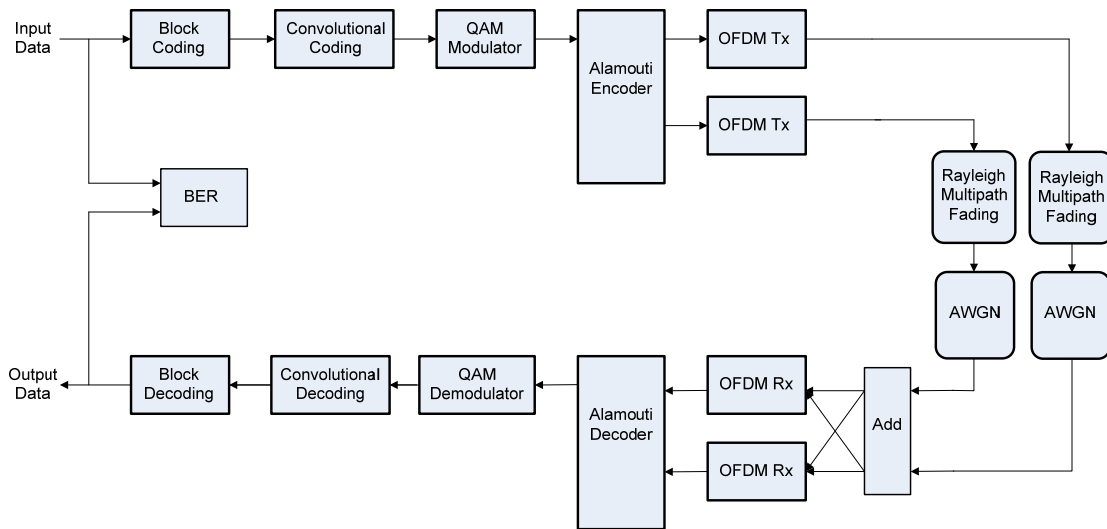 Input
Data
Block
Coding
Convolutional
Coding
QAM
Modulator
Alamouti
Encoder
OFDM Tx
OFDM Tx
Rayleigh
Multipath
Fading
Rayleigh
Multipath
Fading
BER
AWGN
AWGN
Output
Data
Block
Decoding
Convolutional
Decoding
QAM
Demodulator
Alamouti
Decoder
OFDM Rx
OFDM Rx
Add